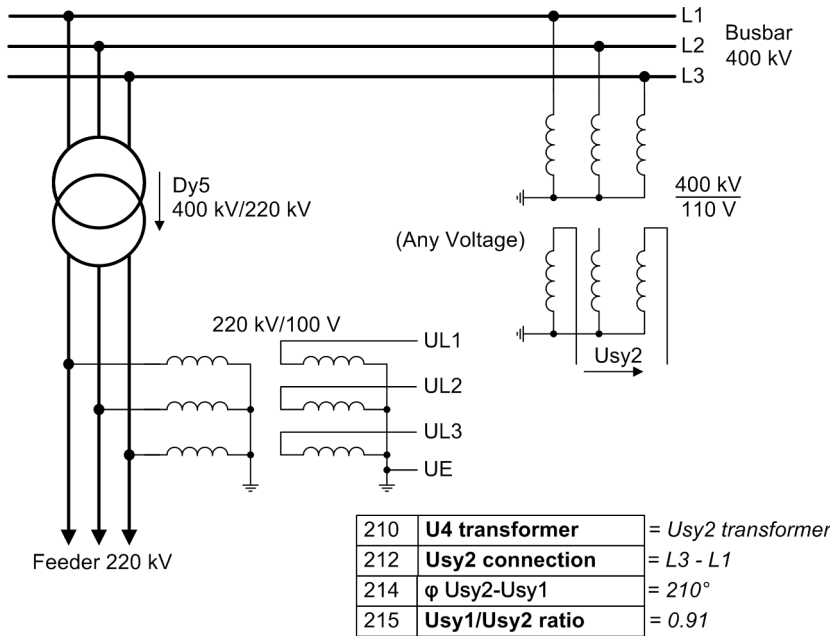 L1
L2
L3
Busbar
400 kV
Dy5
400 kV/220 kV
400 kV
110 V
(Any Voltage)
Usy2
220 kV/100 V
UL1
UL2
UL3
UE
Feeder 220 kV
210 U4 transformer = Usy2 transformer
212 Usy2 connection = L3 - L1
214 φ Usy2-Usy1 = 210°
215 Usy1/Usy2 ratio = 0.91